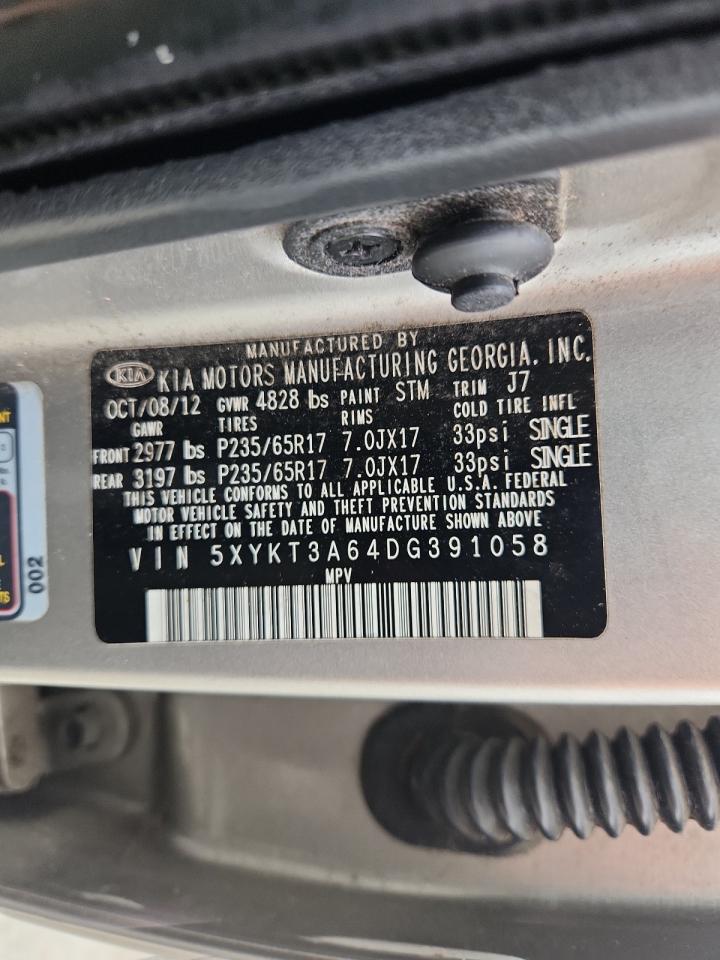 MANUFACTURED BY
KIA KIA MOTORS MANUFACTURING GEORGIA, INC.
OCT/08/12 GVWR 4828 lbs PAINT STM TRIM J7
GAWR TIRES RIMS COLD TIRE INFL
FRONT 2977 lbs P235/65R17 7.0JX17 33psi SINGLE
REAR 3197 lbs P235/65R17 7.0JX17 33psi SINGLE
THIS VEHICLE CONFORMS TO ALL APPLICABLE U.S.A. FEDERAL
MOTOR VEHICLE SAFETY AND THEFT PREVENTION STANDARDS
IN EFFECT ON THE DATE OF MANUFACTURE SHOWN ABOVE
VIN 5XYKT3A64DG391058
MPV
002